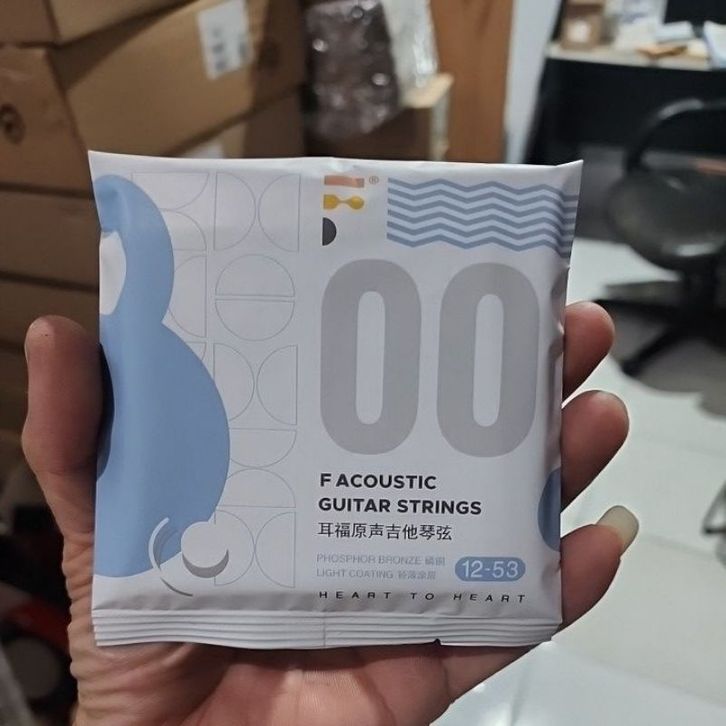 ®
00
F ACOUSTIC
GUITAR STRINGS
耳福原声吉他琴弦
PHOSPHOR BRONZE 磷铜
LIGHT COATING 轻薄涂层
12-53
HEART TO HEART